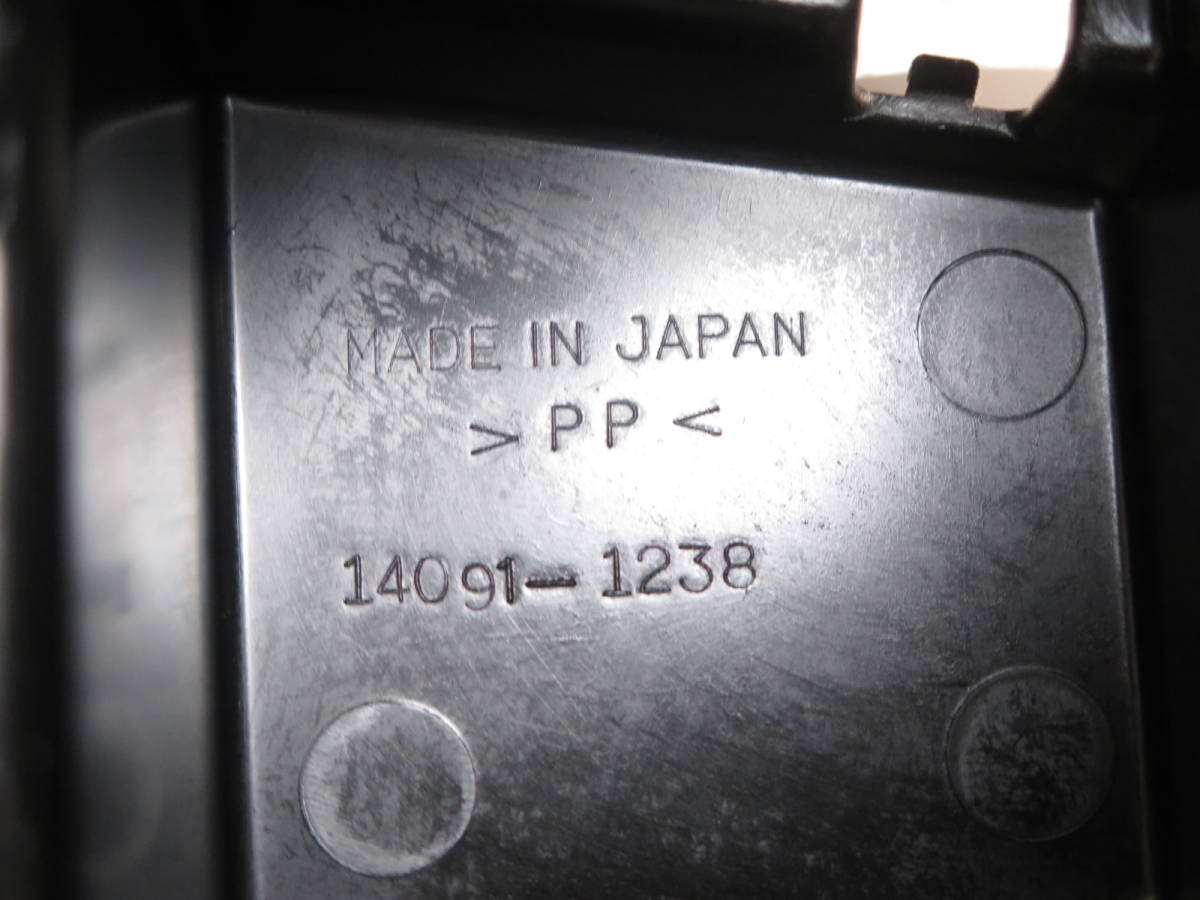 MADE IN JAPAN
> PP <
14091-1238